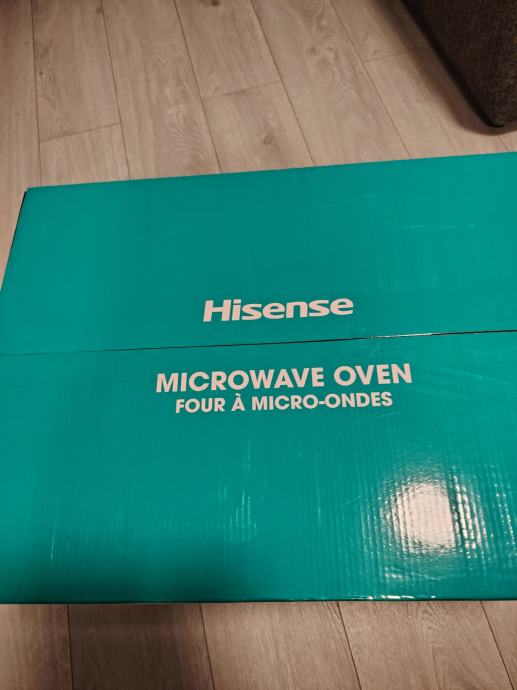 Hisense
MICROWAVE OVEN
FOUR À MICRO-ONDES